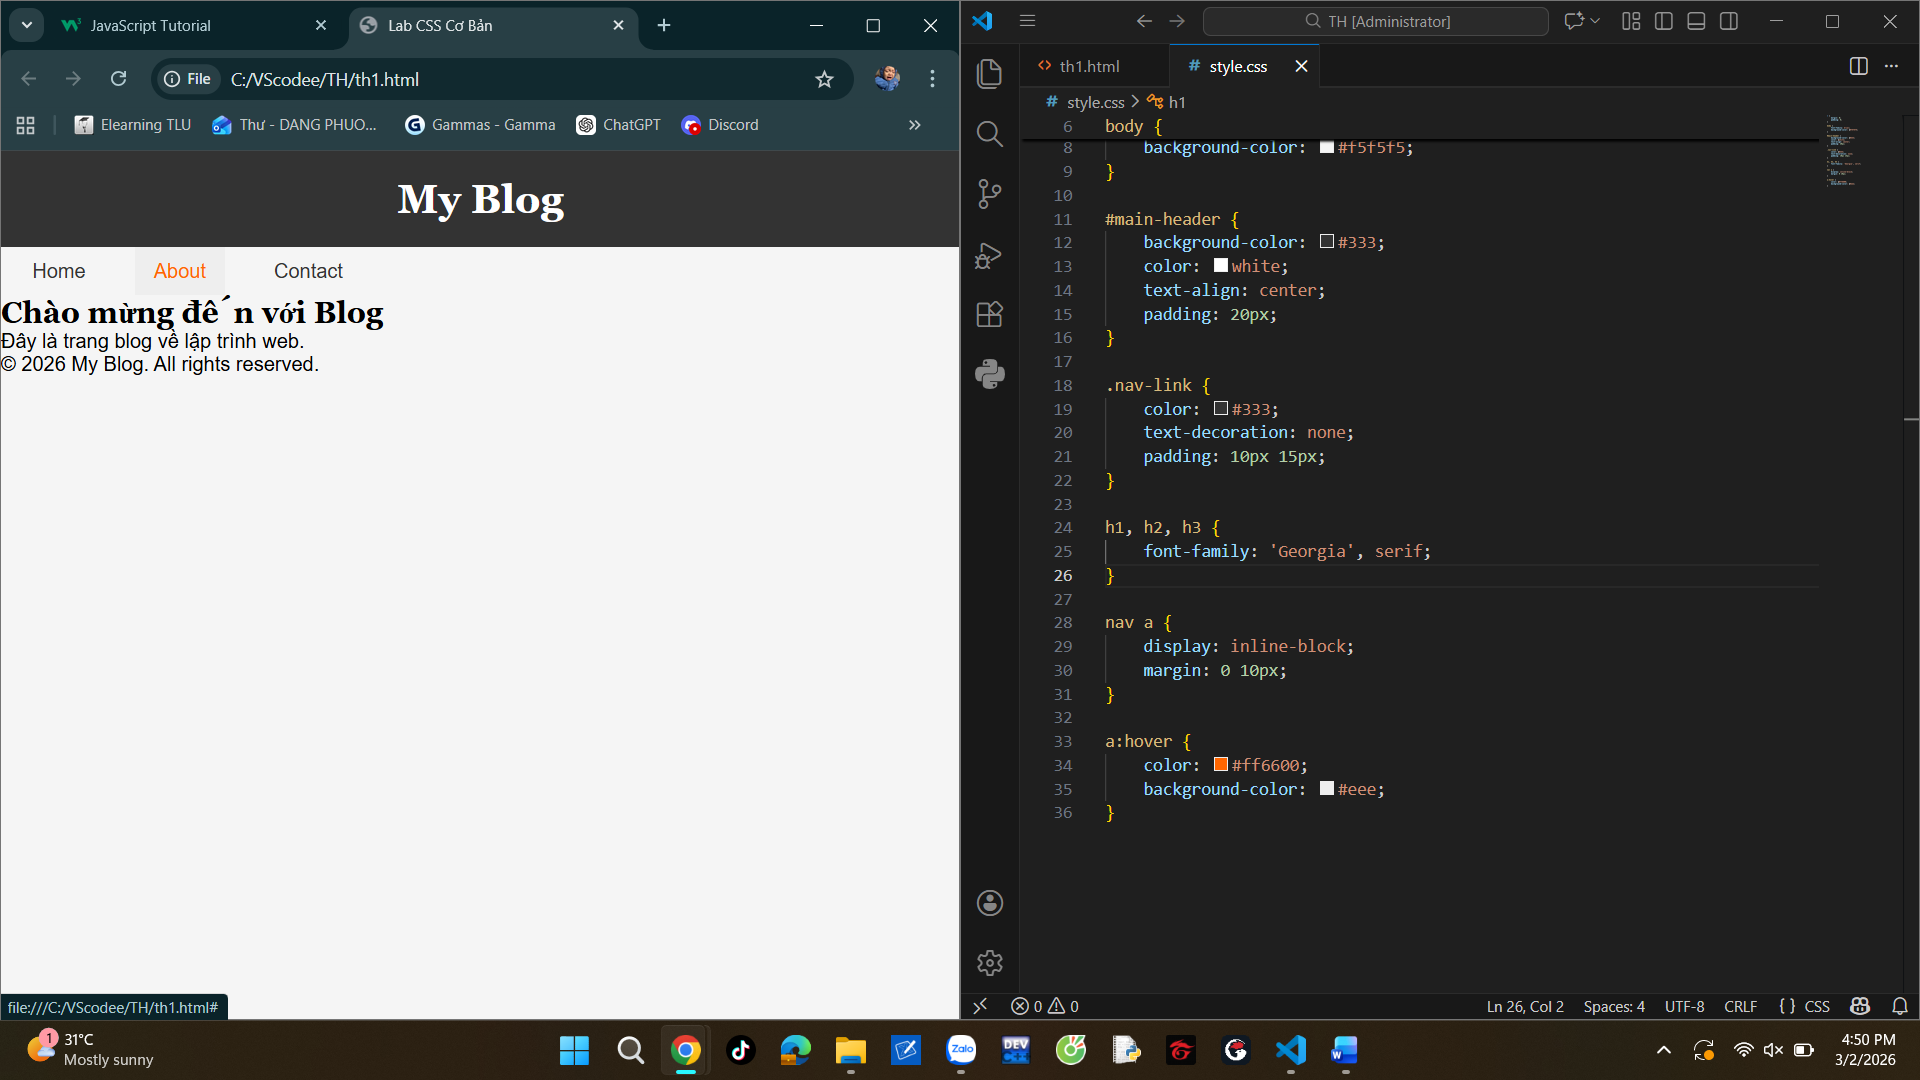 JavaScript Tutorial
Lab CSS Cơ Bản
File
C:/VScodee/TH/th1.html
Elearning TLU
Thư - DANG PHUO...
Gammas - Gamma
ChatGPT
Discord
My Blog
Home
About
Contact
Chào mừng đến với Blog
Đây là trang blog về lập trình web.
© 2026 My Blog. All rights reserved.
file:///C:/VScodee/TH/th1.html#
TH [Administrator]
th1.html
# style.css
# style.css > h1
6 body {
8     background-color: #f5f5f5;
9 }
10
11 #main-header {
12     background-color: #333;
13     color: white;
14     text-align: center;
15     padding: 20px;
16 }
17
18 .nav-link {
19     color: #333;
20     text-decoration: none;
21     padding: 10px 15px;
22 }
23
24 h1, h2, h3 {
25     font-family: 'Georgia', serif;
26 }
27
28 nav a {
29     display: inline-block;
30     margin: 0 10px;
31 }
32
33 a:hover {
34     color: #ff6600;
35     background-color: #eee;
36 }
0 0
Ln 26, Col 2
Spaces: 4
UTF-8
CRLF
{ } CSS
1
31°C
Mostly sunny
Zalo
DEV
4:50 PM
3/2/2026